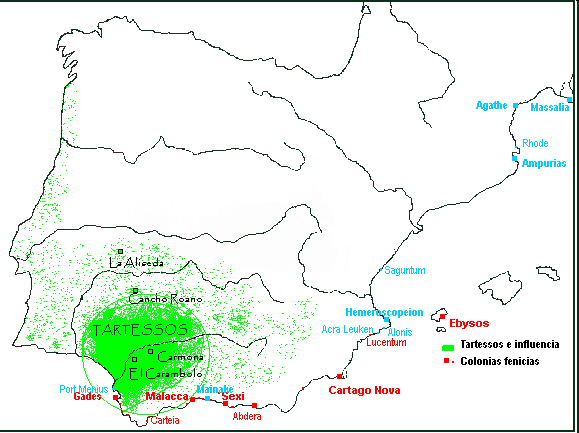 Agathe
Massalia
Rhode
Ampurias
La Aliseda
Saguntum
Cancho Roano
Hemeroscopeion
Ebysos
TARTESSOS
Acra Leuken
Alonis
Lucentum
Tartessos e influencia
Carmona
Colonias fenicias
El Carambolo
Port Menius
Mainake
Cartago Nova
Gades
Malacca
Sexi
Carteia
Abdera